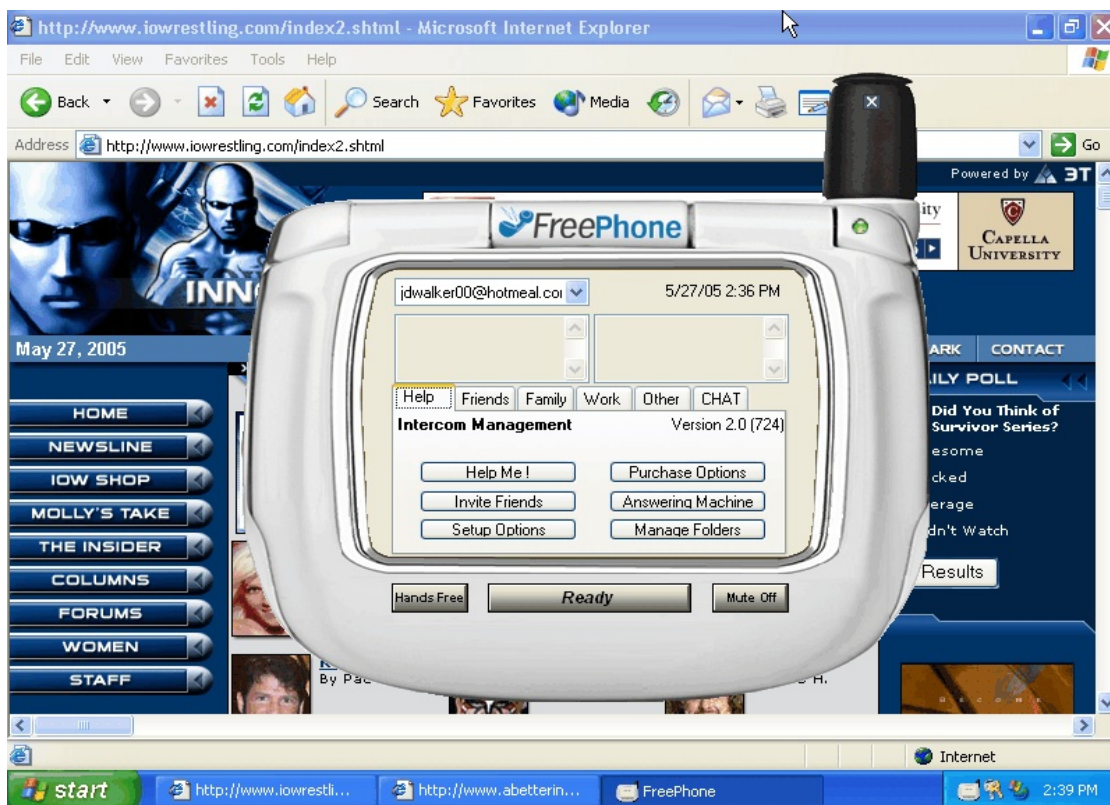 http://www.iowrestling.com/index2.shtml - Microsoft Internet Explorer
File Edit View Favorites Tools Help
Back Search Favorites Media
Address http://www.iowrestling.com/index2.shtml Go
Powered by
FreePhone
CAPELLA
UNIVERSITY
jdwalker00@hotmeal.co
5/27/05 2:36 PM
May 27, 2005
CONTACT
POLL
Help Friends Family Work Other CHAT
Intercom Management Version 2.0 (724)
Help Me ! Purchase Options
Invite Friends Answering Machine
Setup Options Manage Folders
Hands Free Ready Mute Off
HOME
NEWSLINE
IOW SHOP
MOLLY'S TAKE
THE INSIDER
COLUMNS
FORUMS
WOMEN
STAFF
Did You Think of
Survivor Series?
Watch
Results
By
H.
Internet
start http://www.iowrestli... http://www.abetterin... FreePhone 2:39 PM